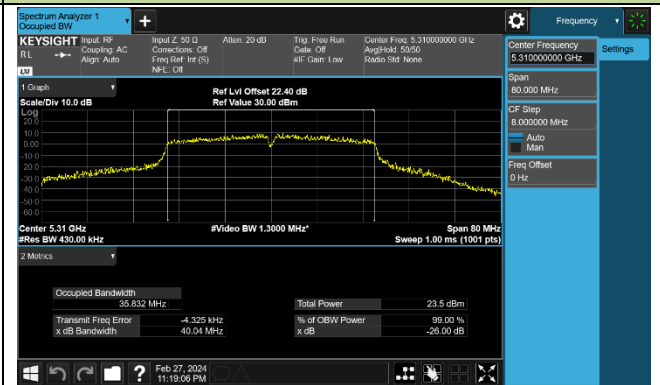 Spectrum Analyzer 1
Occupied BW
Frequency
KEYSIGHT
RL
LXI
Input: RF
Coupling: AC
Align: Auto
Input Z: 50 Ω
Corrections: Off
Freq Ref: Int (S)
NFE: Off
Atten: 20 dB
Trig: Free Run
Gate: Off
#IF Gain: Low
Center Freq: 5.310000000 GHz
Avg|Hold: 50/50
Radio Std: None
Center Frequency
5.310000000 GHz
Settings
Span
80.000 MHz
CF Step
8.000000 MHz
Auto
Man
Freq Offset
0 Hz
1 Graph
Scale/Div 10.0 dB
Ref Lvl Offset 22.40 dB
Ref Value 30.00 dBm
Log
20.0
10.0
0.00
-10.0
-20.0
-30.0
-40.0
-50.0
-60.0
Center 5.31 GHz
#Video BW 1.3000 MHz*
Span 80 MHz
#Res BW 430.00 kHz
Sweep 1.00 ms (1001 pts)
2 Metrics
Occupied Bandwidth
35.832 MHz
Total Power 23.5 dBm
Transmit Freq Error -4.325 kHz
% of OBW Power 99.00 %
x dB Bandwidth 40.04 MHz
x dB -26.00 dB
?
Feb 27, 2024
11:19:06 PM